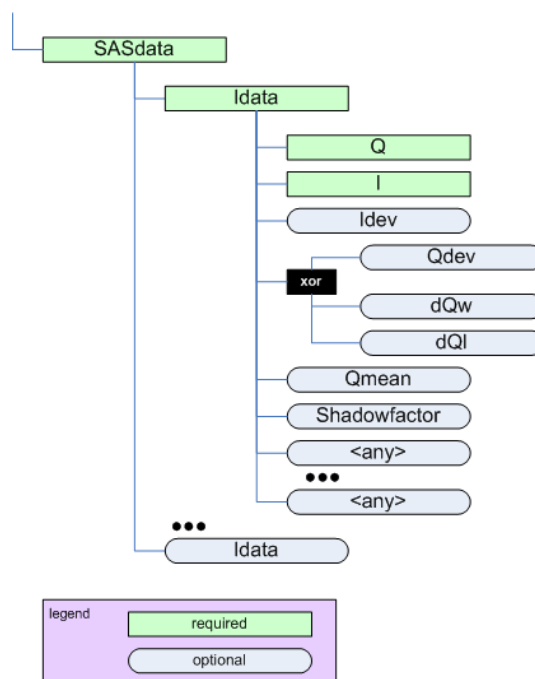 SASdata
Idata
Q
I
Idev
Qdev
xor
dQw
dQl
Qmean
Shadowfactor
<any>
•••
<any>
•••
Idata
legend
required
optional